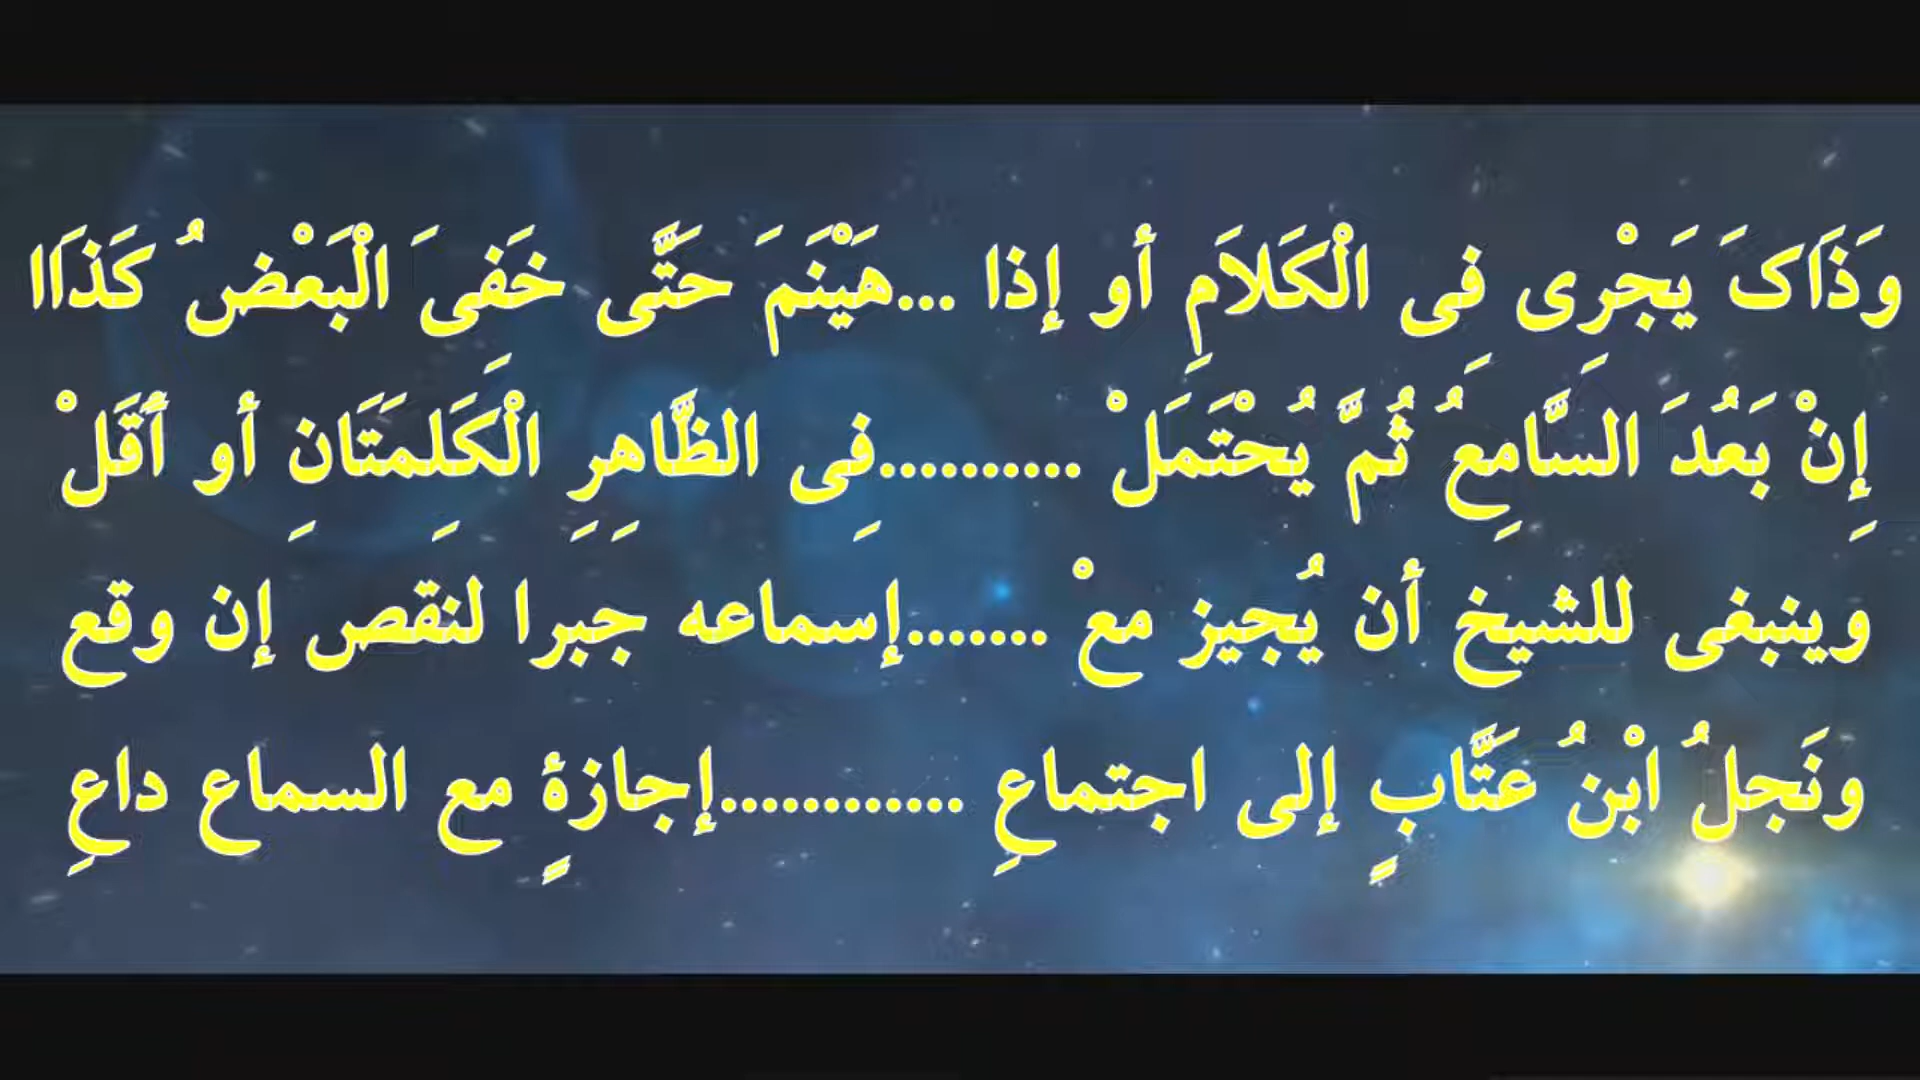 وَذَاکَ يَجْرِى فِى الْكَلاَمِ أو إذا ...هَيْنَمَ حَتَّى خَفِىَ الْبَعْضُ كَذَاا
إِنْ بَعُدَ السَّامِعُ ثُمَّ يُحْتَمَلْ ..........فِى الظَّاهِرِ الْكَلِمَتَانِ أو أَقَلْ
وينبغى للشيخ أن يُجيز معْ .......إسماعه جبرا لنقص إن وقع
ونَجلُ ابْنُ عَتَّابٍ إلى اجتماعِ ............إجازةٍ مع السماع داعِ